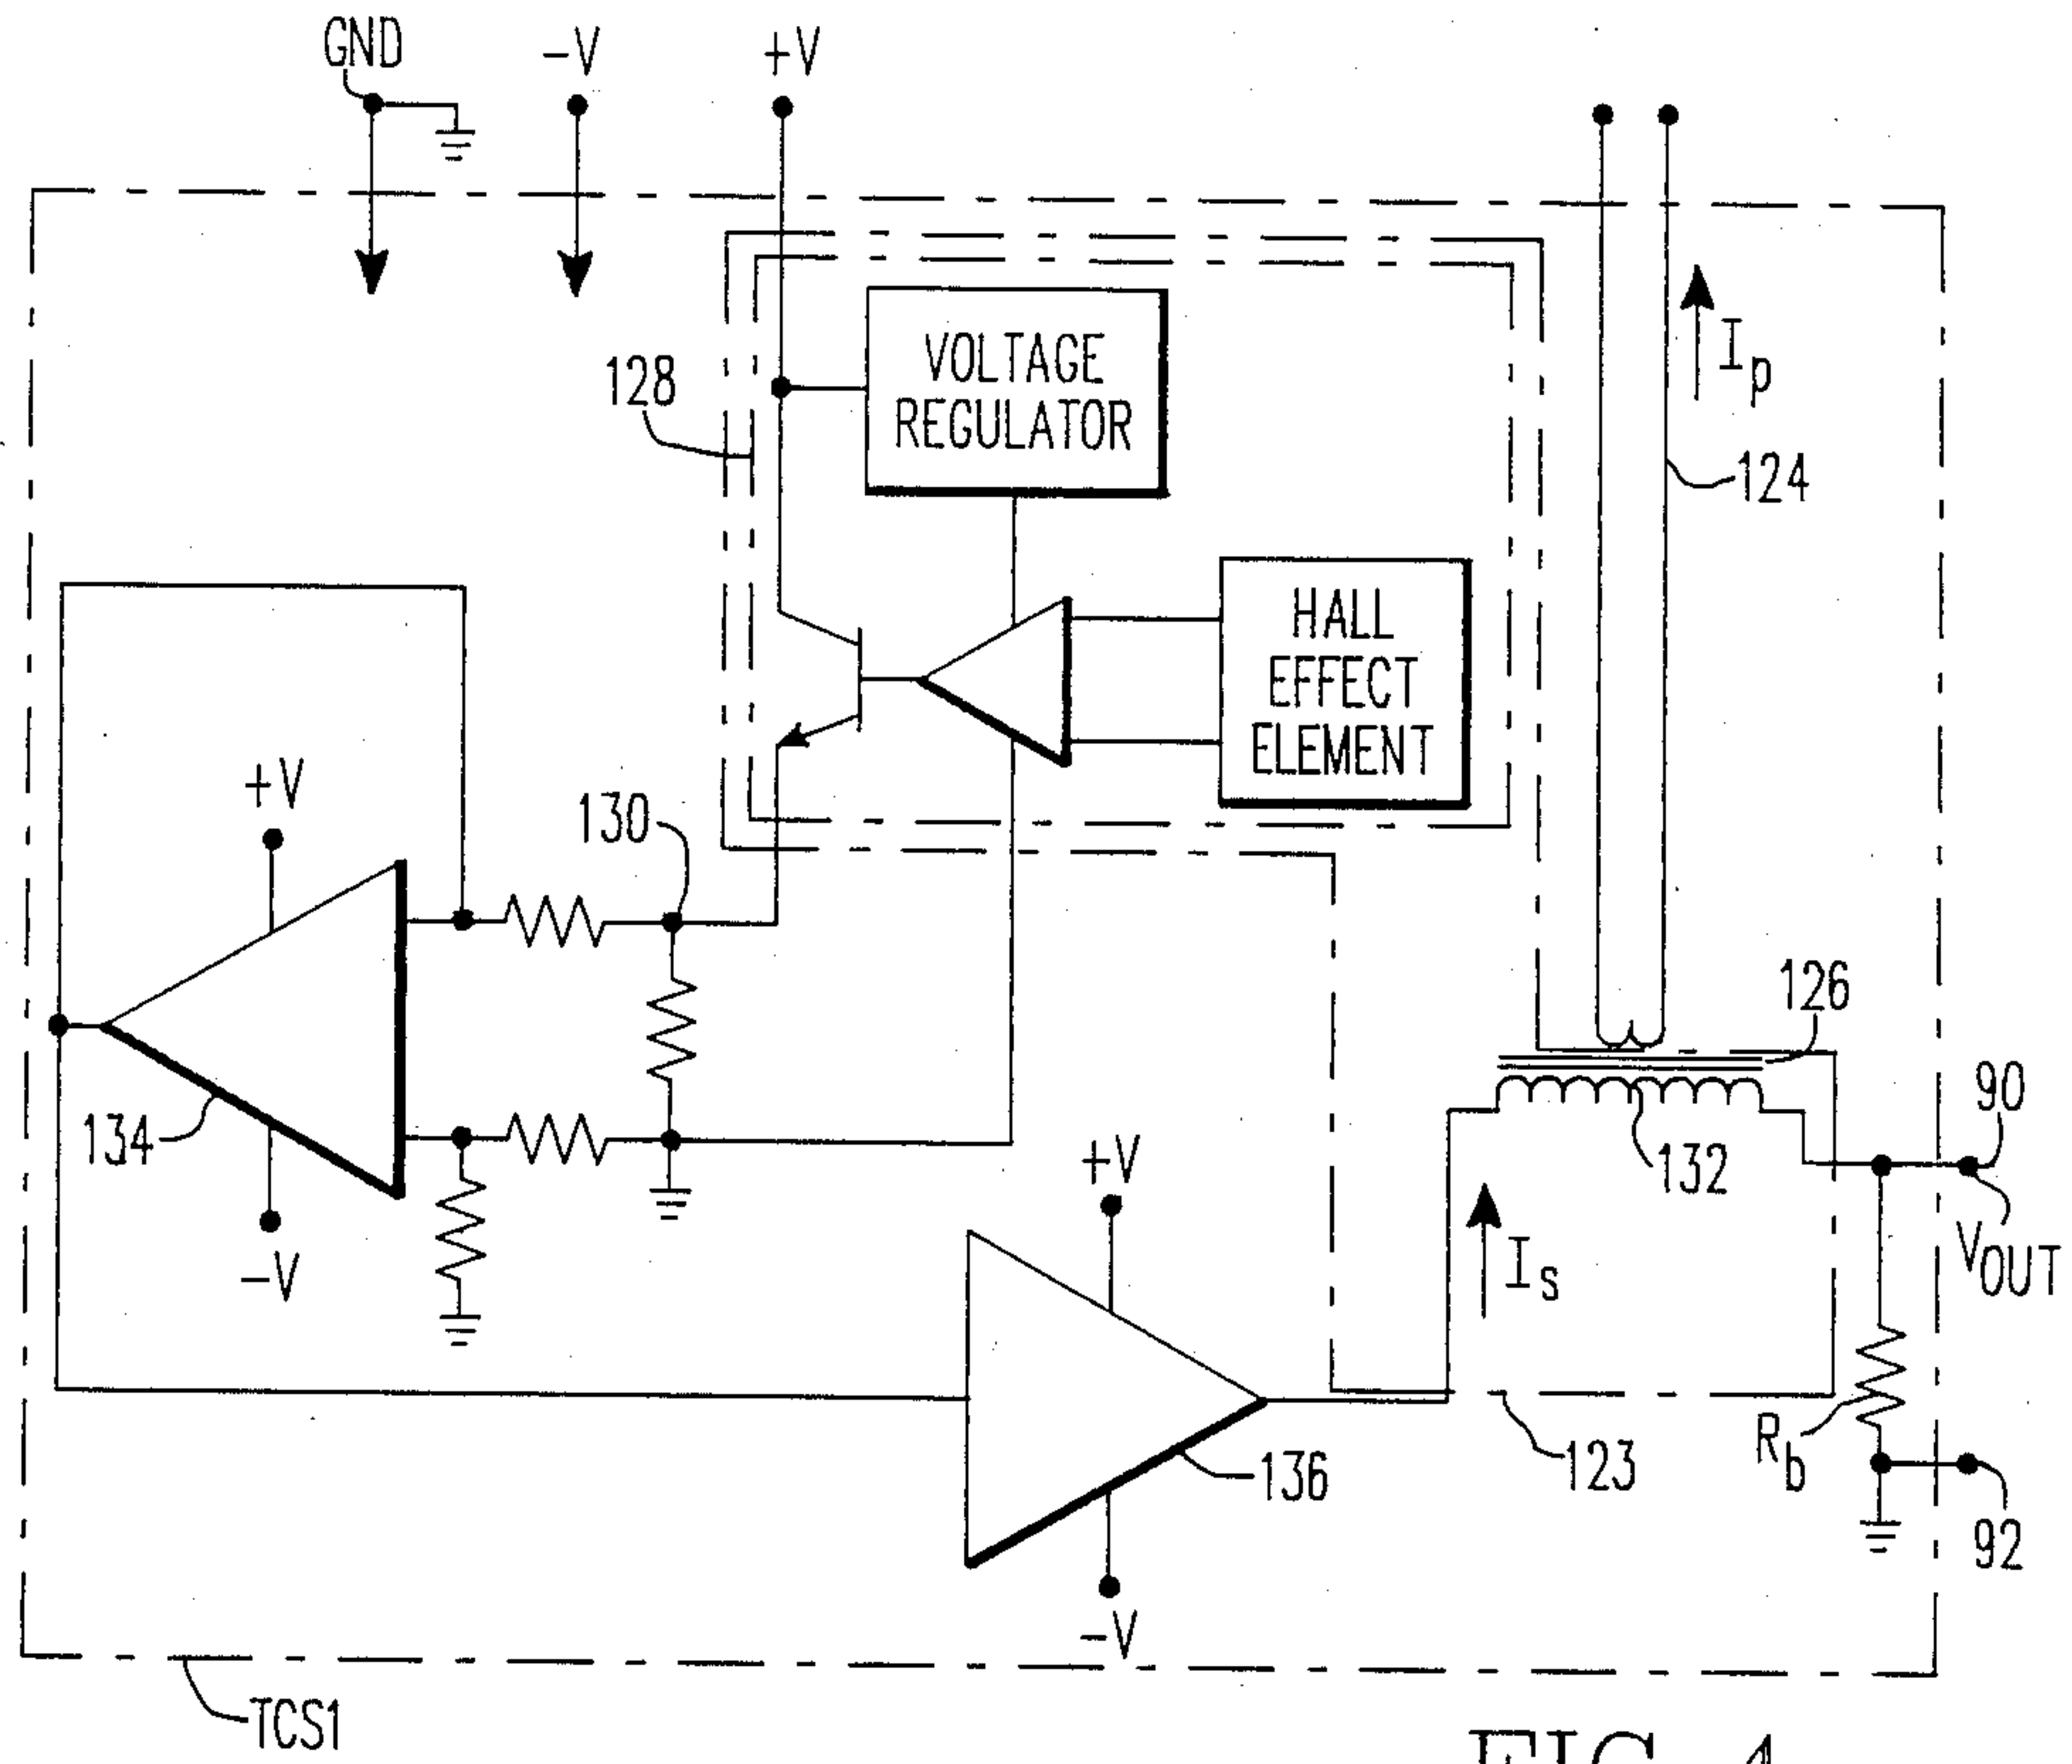 GND
-V
+V
VOLTAGE
REGULATOR
128
Ip
124
HALL
EFFECT
ELEMENT
+V
130
126
90
134
132
+V
-V
Is
VOUT
Rb
123
136
92
-V
TCS1